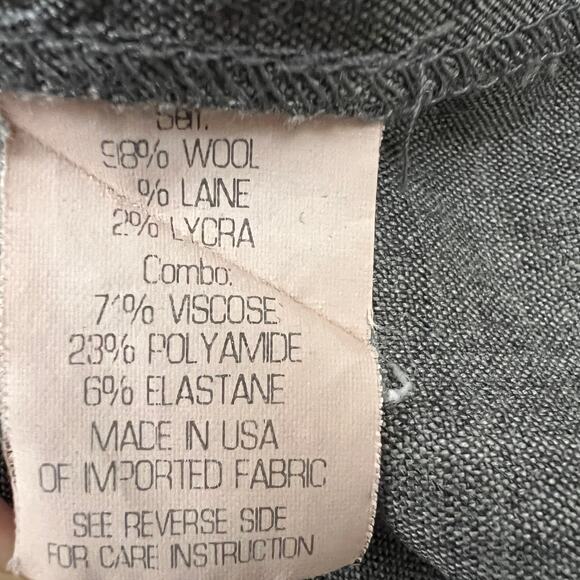 Self:
98% WOOL
% LAINE
2% LYCRA
Combo:
71% VISCOSE
23% POLYAMIDE
6% ELASTANE
MADE IN USA
OF IMPORTED FABRIC
SEE REVERSE SIDE
FOR CARE INSTRUCTION